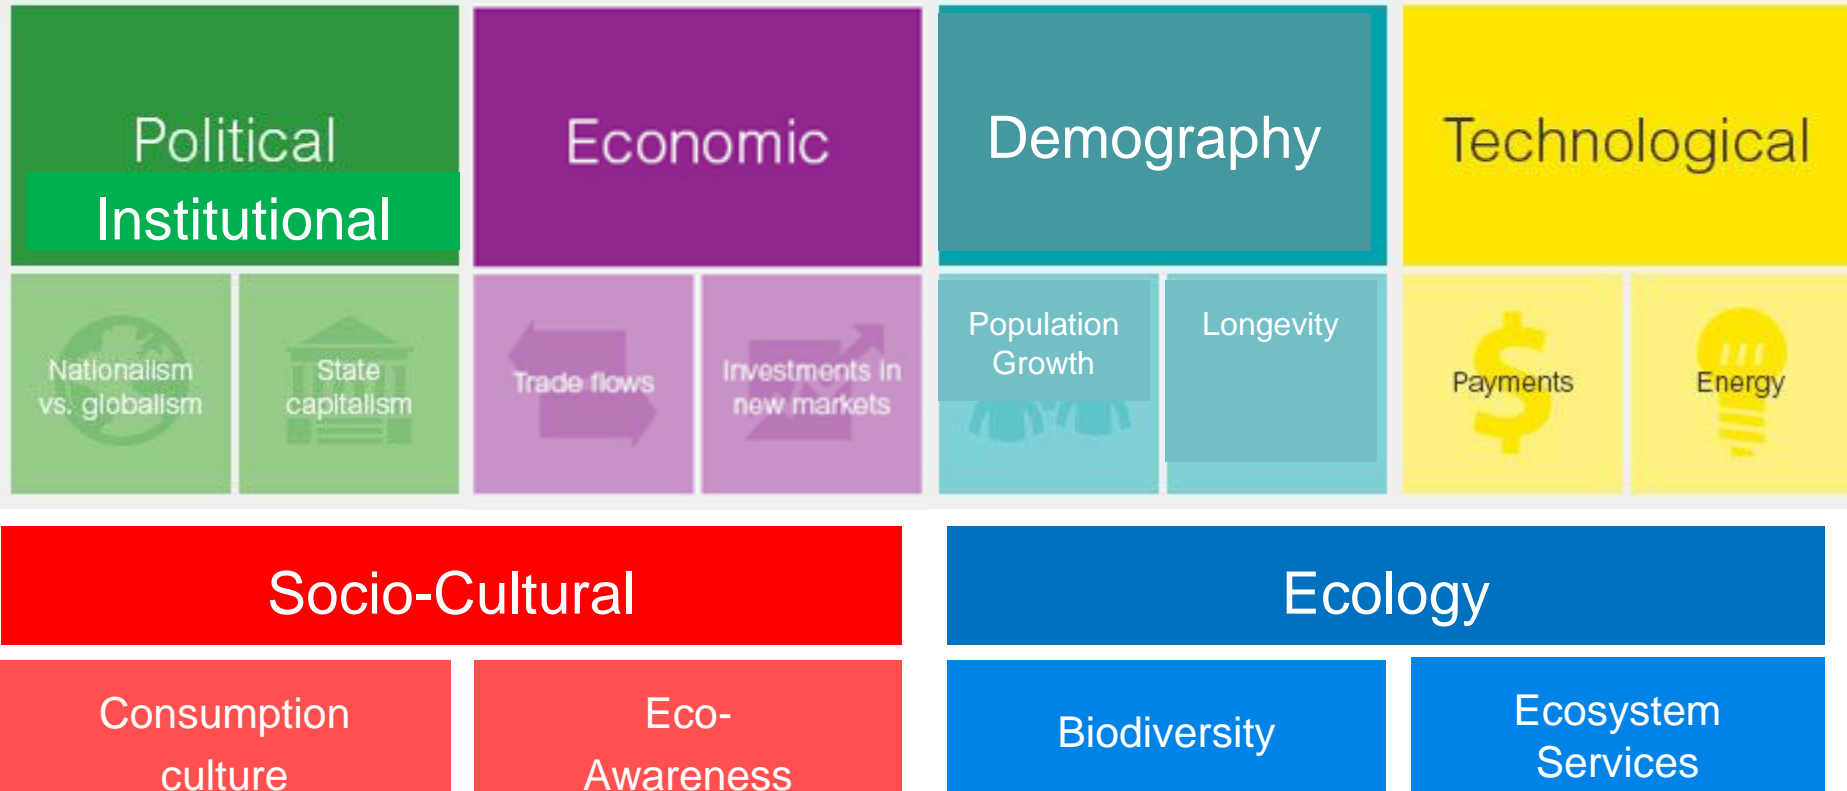 Political
Institutional
Economic
Demography
Technological
Nationalism
vs. globalism
State
capitalism
Trade flows
Investments in
new markets
Population
Growth
Longevity
Payments
Energy
Socio-Cultural
Ecology
Consumption
culture
Eco-
Awareness
Biodiversity
Ecosystem
Services